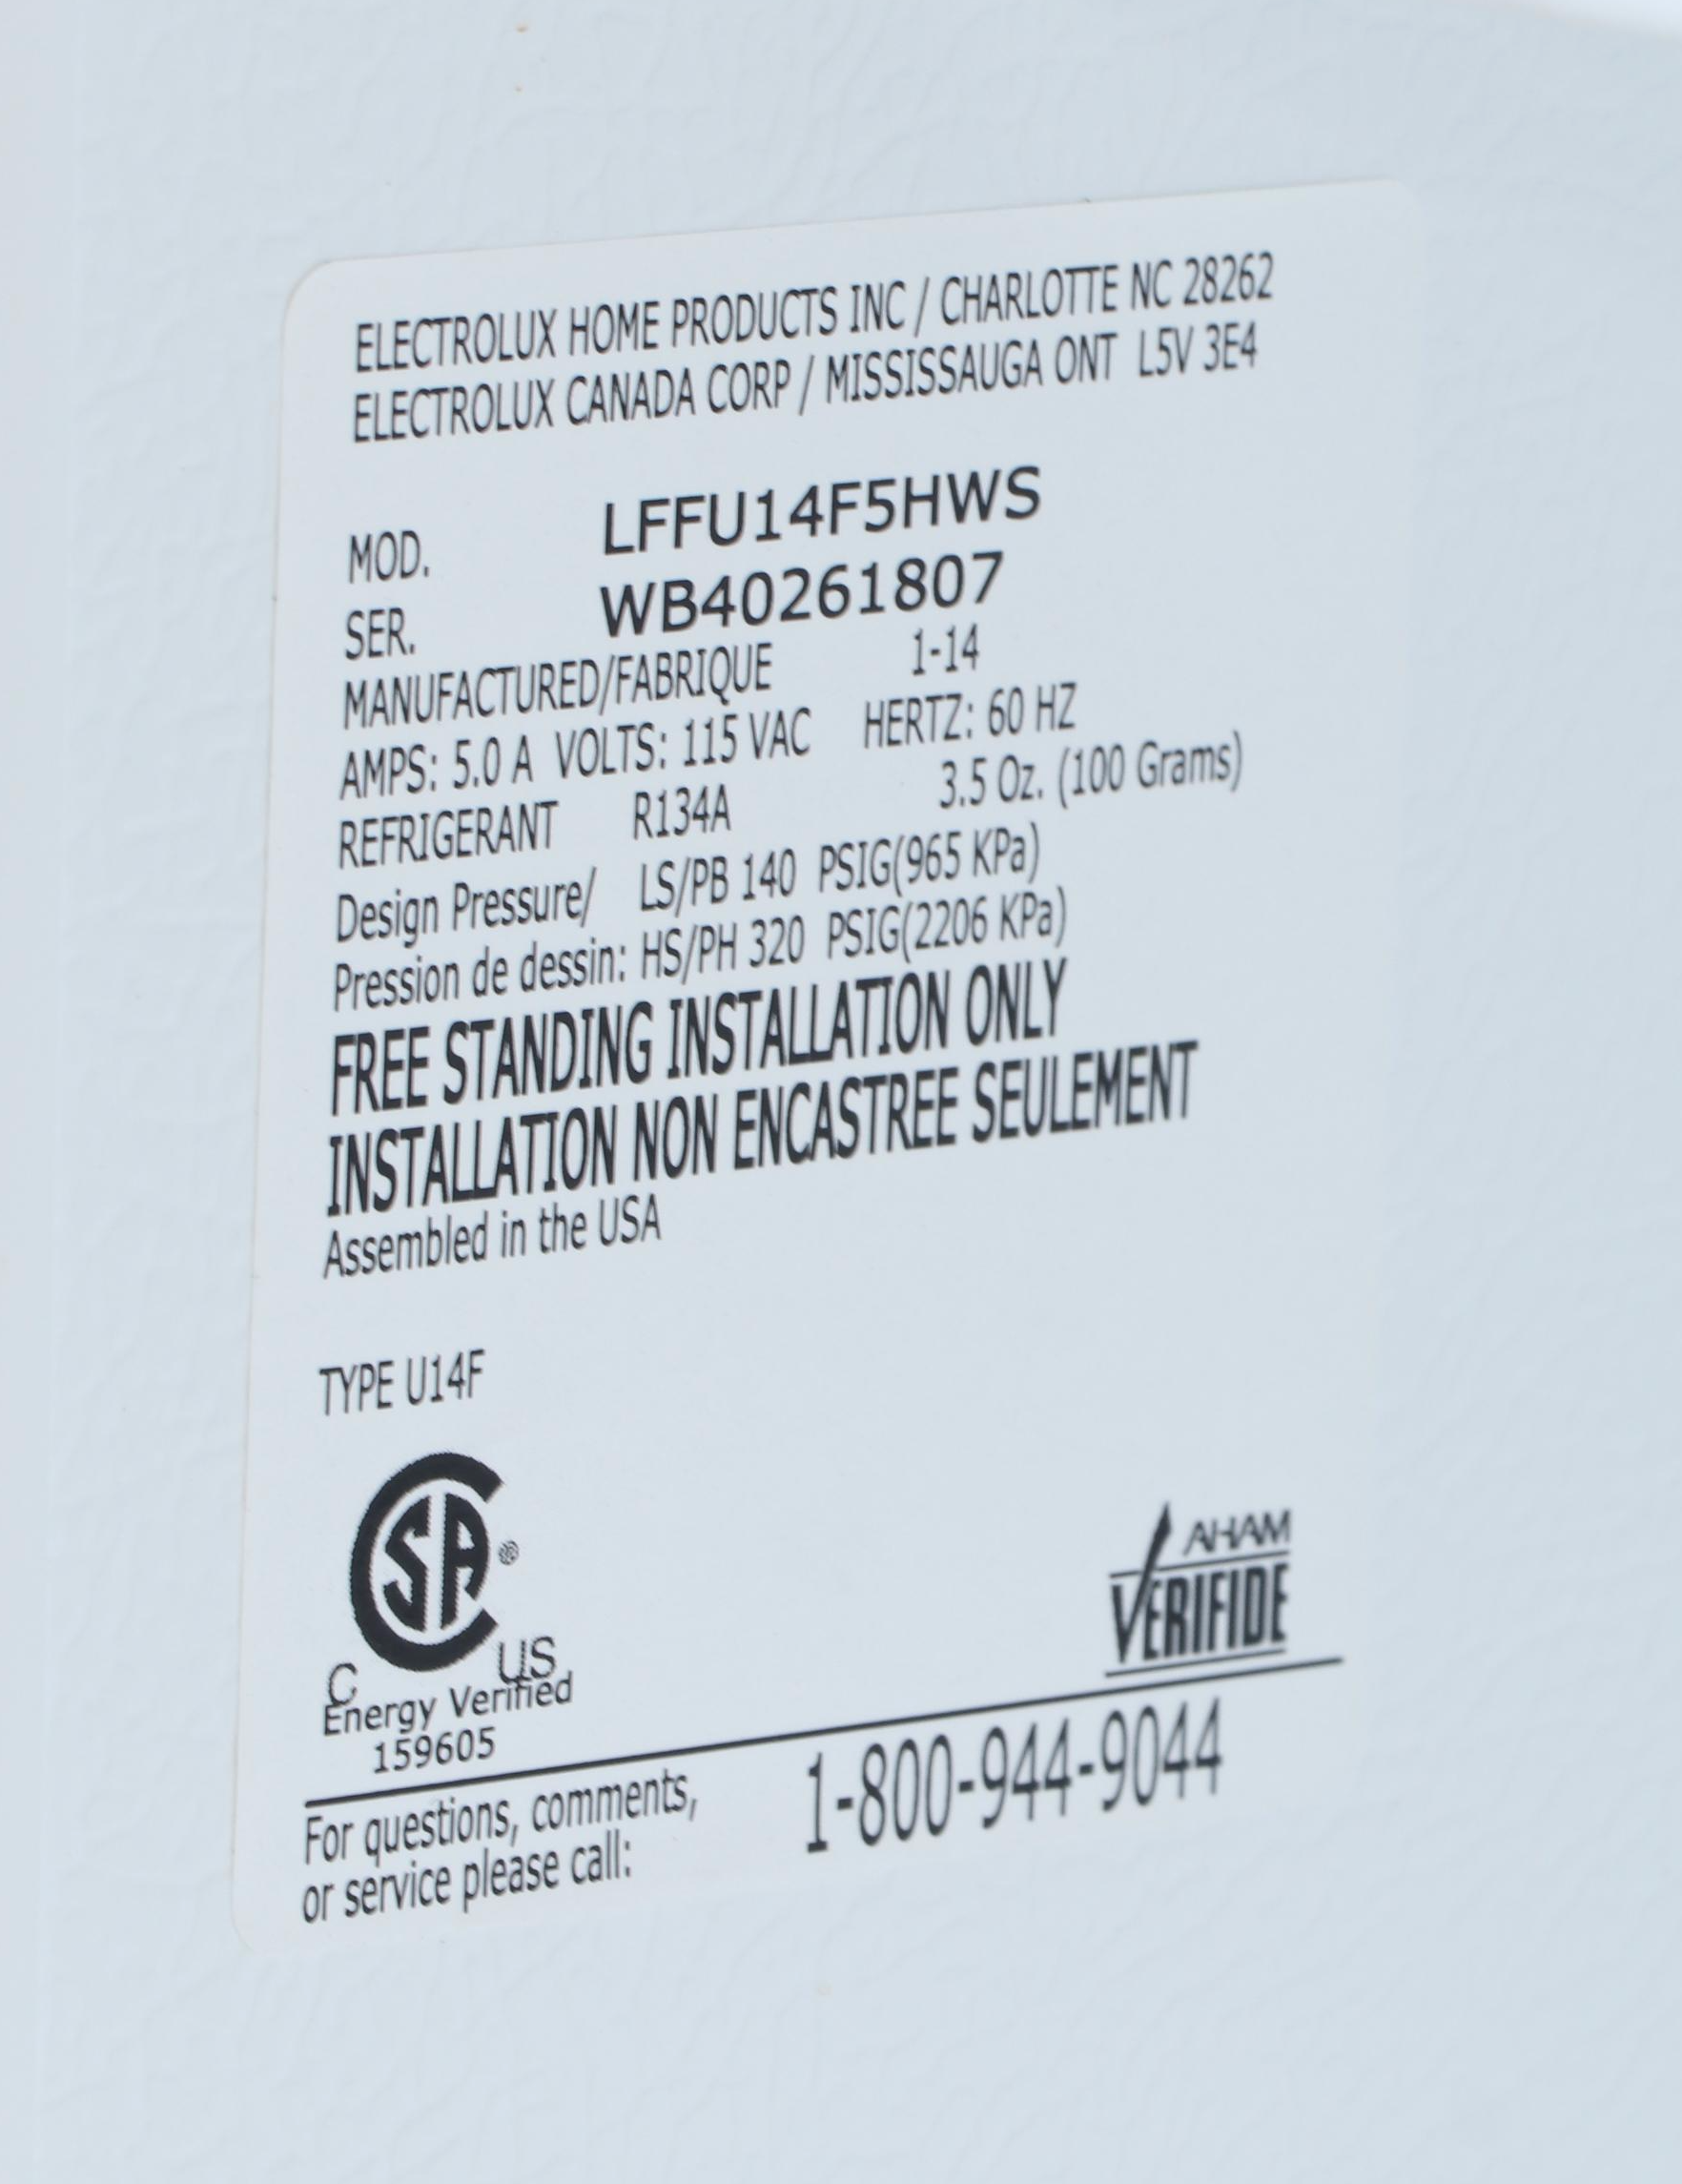 ELECTROLUX HOME PRODUCTS INC / CHARLOTTE NC 28262
ELECTROLUX CANADA CORP / MISSISSAUGA ONT L5V 3E4
MOD. LFFU14F5HWS
SER. WB40261807
MANUFACTURED/FABRIQUE 1-14
AMPS: 5.0 A VOLTS: 115 VAC HERTZ: 60 HZ
REFRIGERANT R134A 3.5 Oz. (100 Grams)
Design Pressure/ LS/PB 140 PSIG(965 KPa)
Pression de dessin: HS/PH 320 PSIG(2206 KPa)
FREE STANDING INSTALLATION ONLY
INSTALLATION NON ENCASTREE SEULEMENT
Assembled in the USA
TYPE U14F
CSA ®
C US
Energy Verified
159605
AHAM
VERIFIDE
For questions, comments,
or service please call: 1-800-944-9044